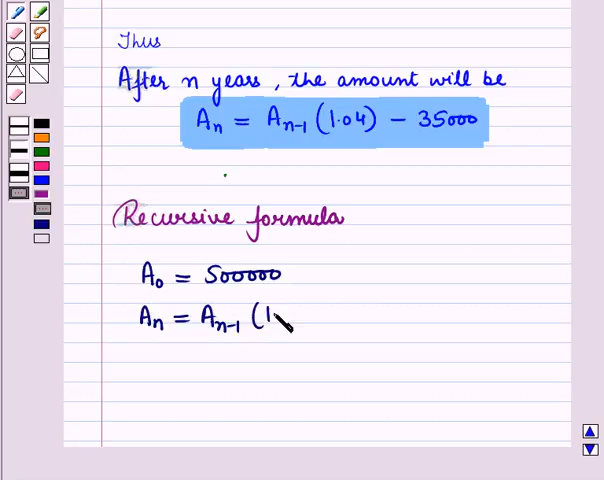 Thus
After n years, the amount will be
Aₙ = Aₙ₋₁ (1.04) - 35000
Recursive formula
A₀ = 500000
Aₙ = Aₙ₋₁ (1.